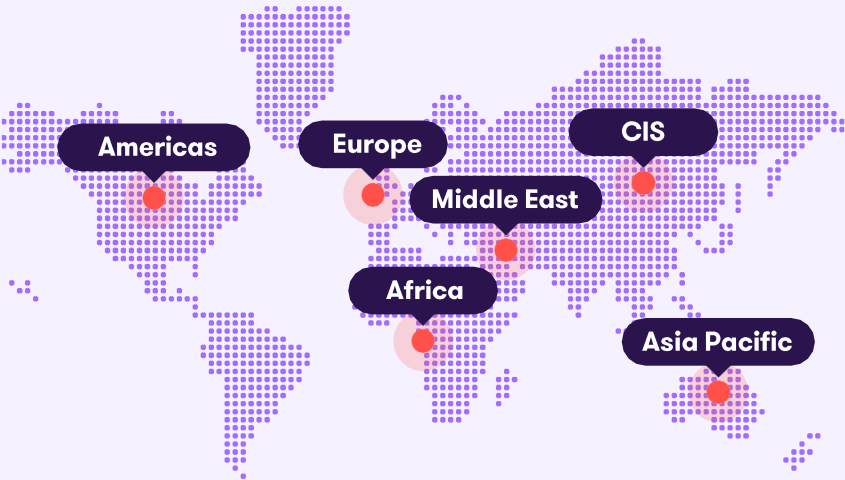 CIS
Europe
Americas
Middle East
Africa
Asia Pacific